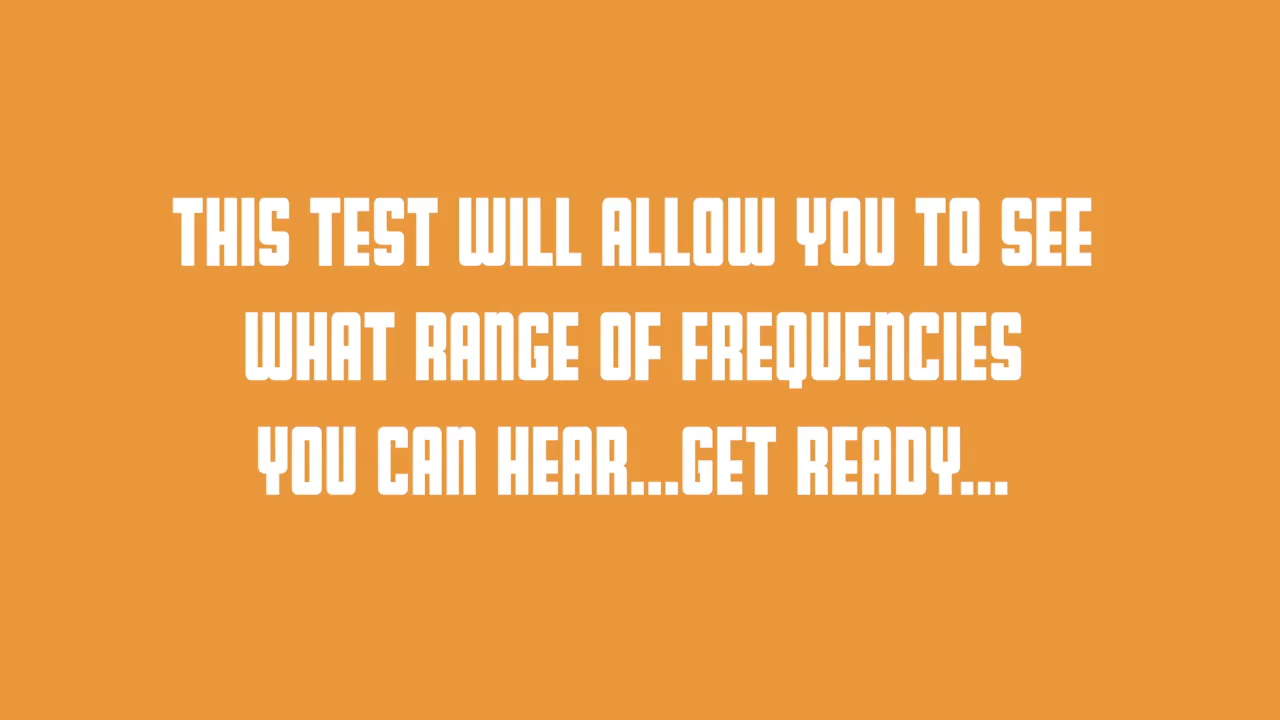 THIS TEST WILL ALLOW YOU TO SEE
WHAT RANGE OF FREQUENCIES
YOU CAN HEAR...GET READY...